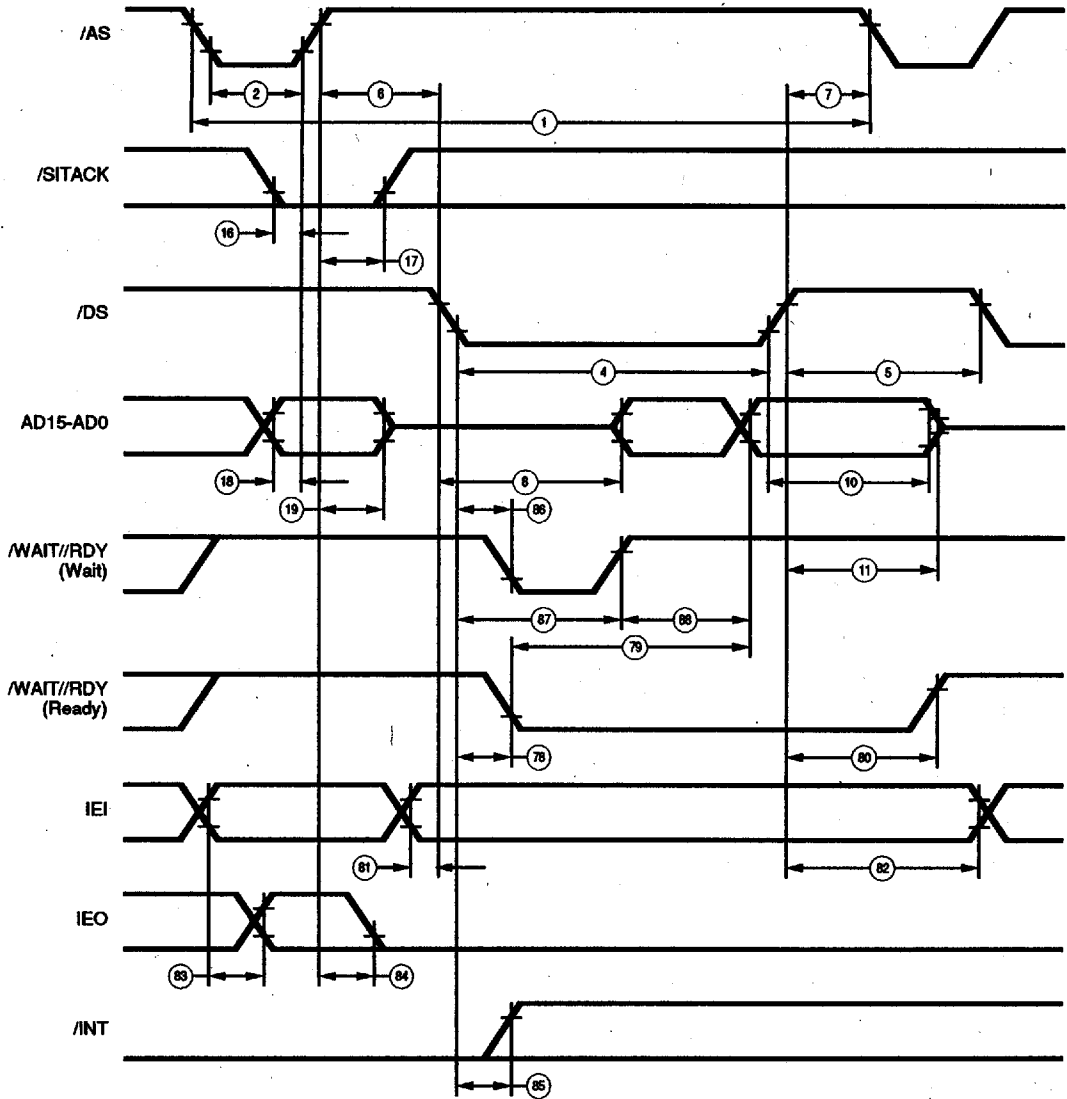 /AS
2
6
7
1
/SITACK
16
17
/DS
4
5
AD15-AD0
18
8
10
19
86
/WAIT//RDY
(Wait)
11
87
88
79
/WAIT//RDY
(Ready)
78
80
IEI
81
82
IEO
83
84
/INT
85